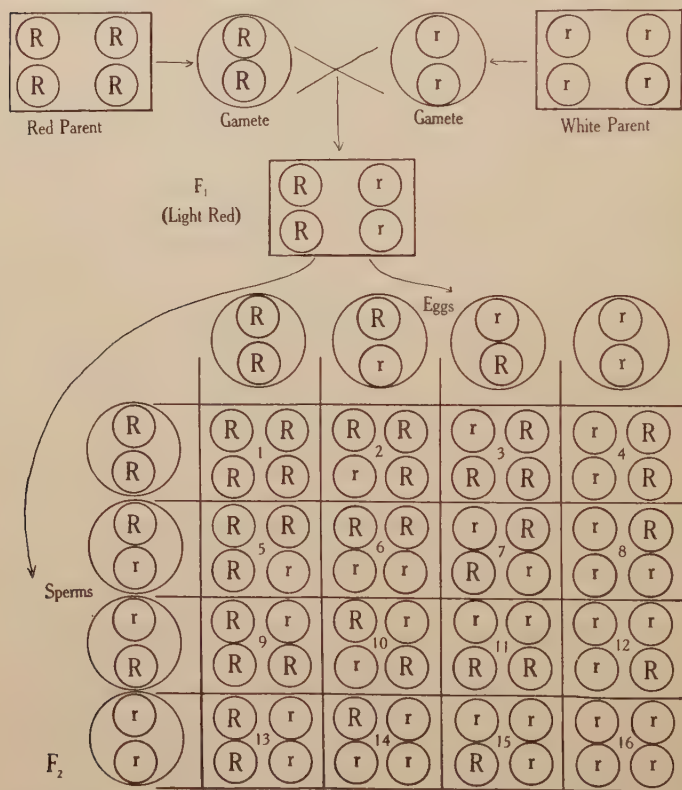 R R R r r r
R R R r r r
Red Parent Gamete Gamete White Parent
F₁ R r
(Light Red) R r
Eggs
R R r r
R r R r
R R R R R r R r R
1 2 3 4
R R R r R R R r r
R R R R R r R r R
5 6 7 8
r R r r r R r r r
Sperms
r R r R r r r r r
9 10 11 12
R R R r R R R r R
r R r R r r r r r
13 14 15 16
F₂ r R r r r R r r r